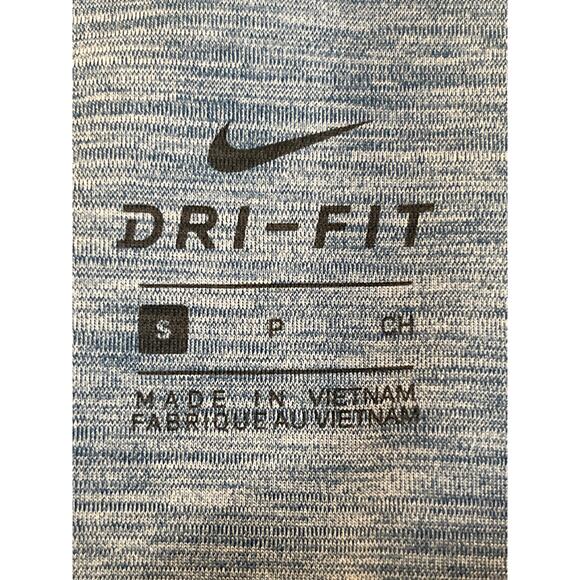 DRI-FIT
S P CH
MADE IN VIETNAM
FABRIQUE AU VIETNAM